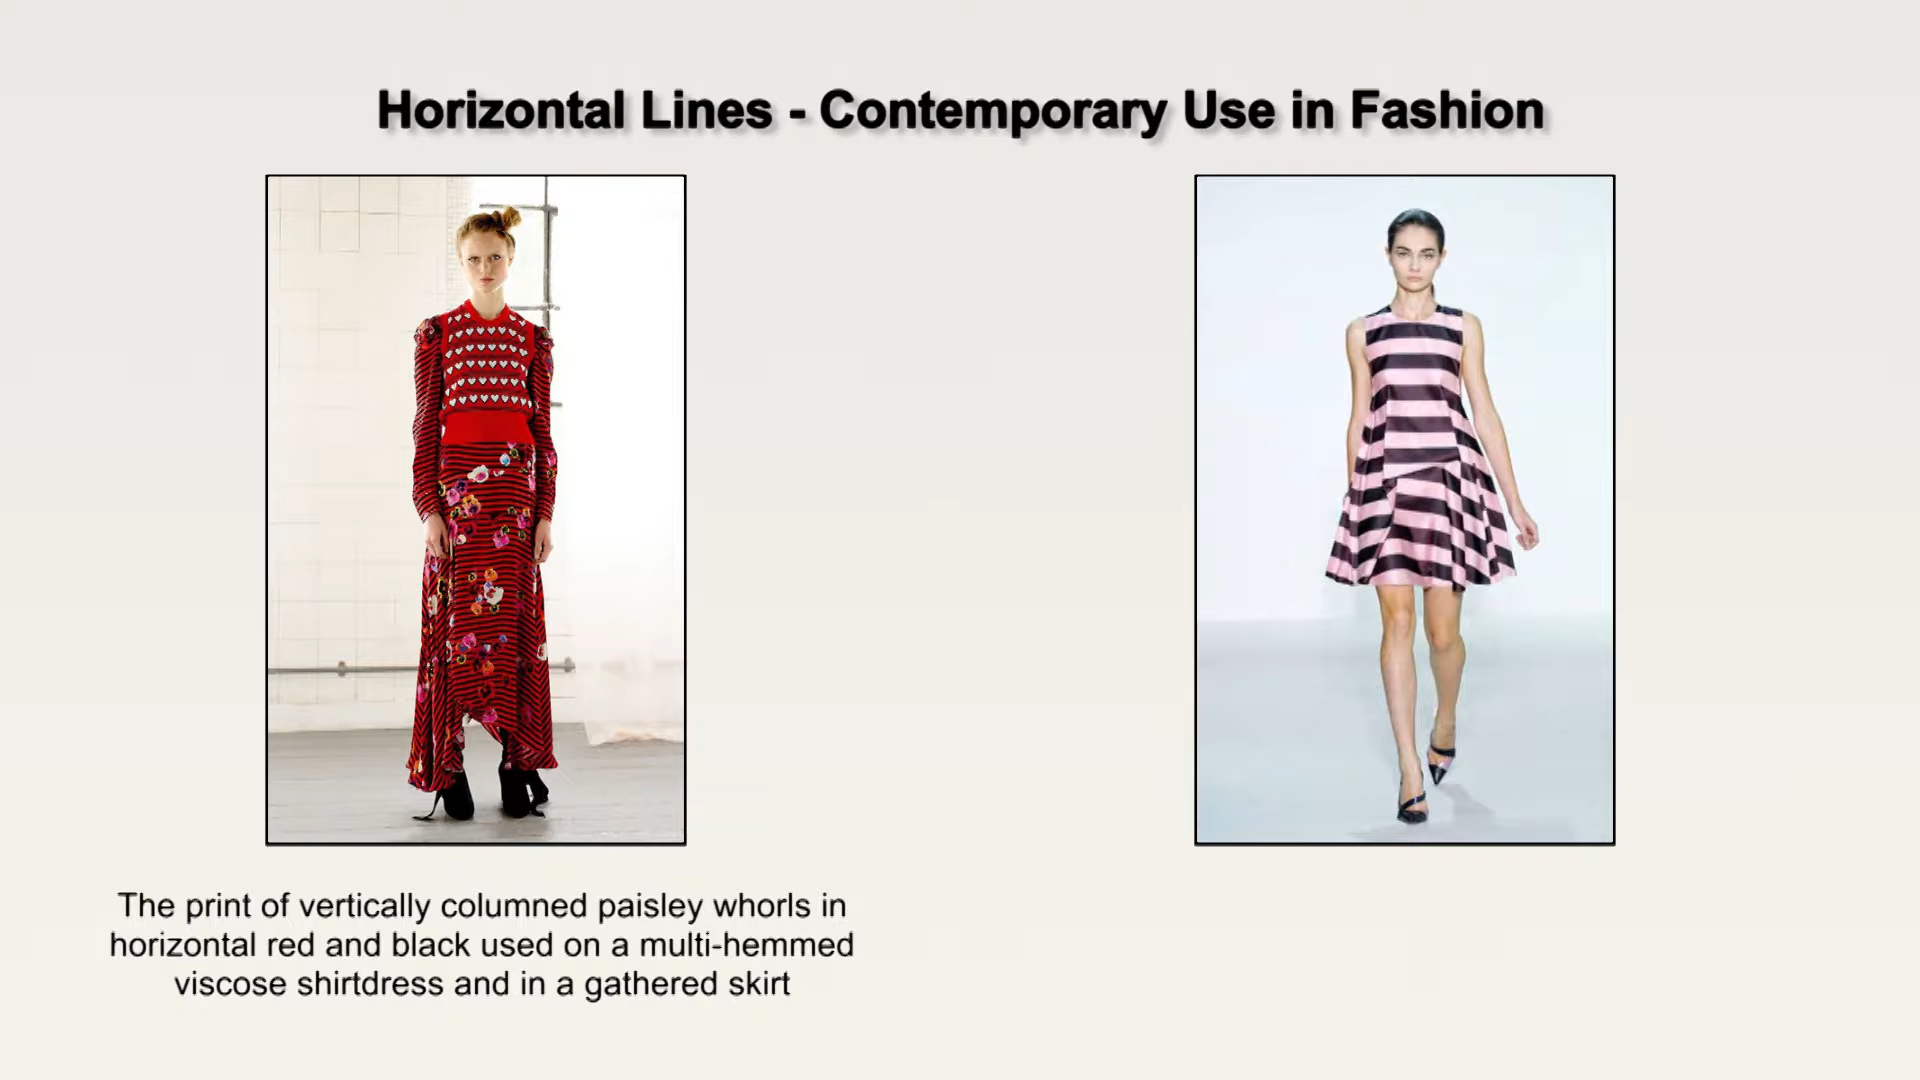 Horizontal Lines - Contemporary Use in Fashion
The print of vertically columned paisley whorls in
horizontal red and black used on a multi-hemmed
viscose shirtdress and in a gathered skirt